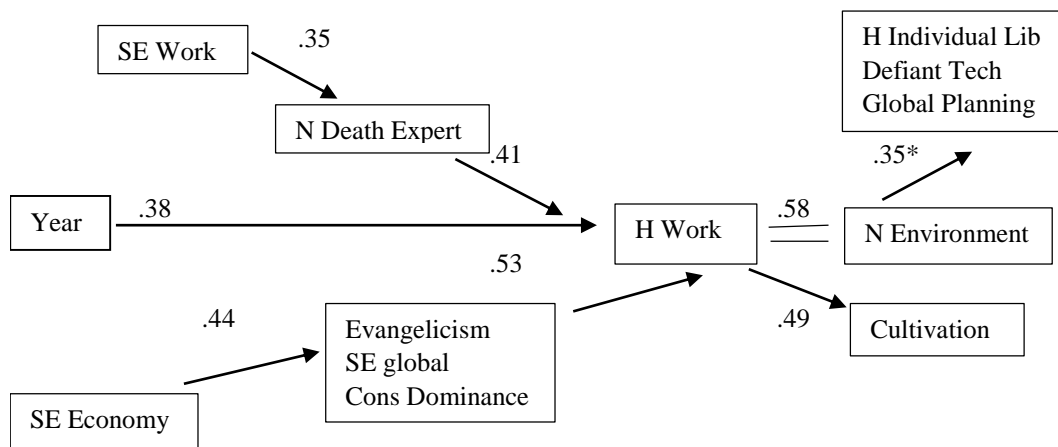 SE Work
.35
H Individual Lib
Defiant Tech
Global Planning
N Death Expert
.41
.35*
Year
.38
H Work
.58
N Environment
.53
.44
Evangelicism
SE global
Cons Dominance
.49
Cultivation
SE Economy